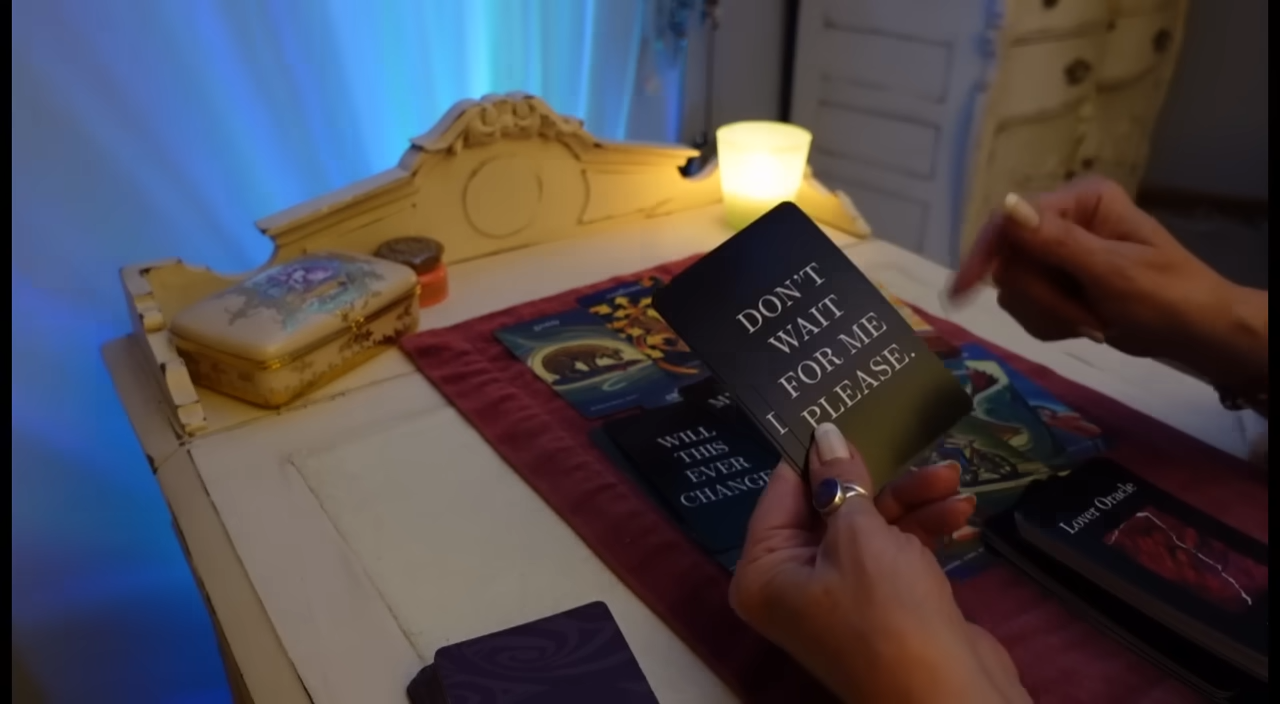 DON'T
WAIT
FOR ME
PLEASE.
I
WILL
THIS
EVER
CHANGE
Lover Oracle